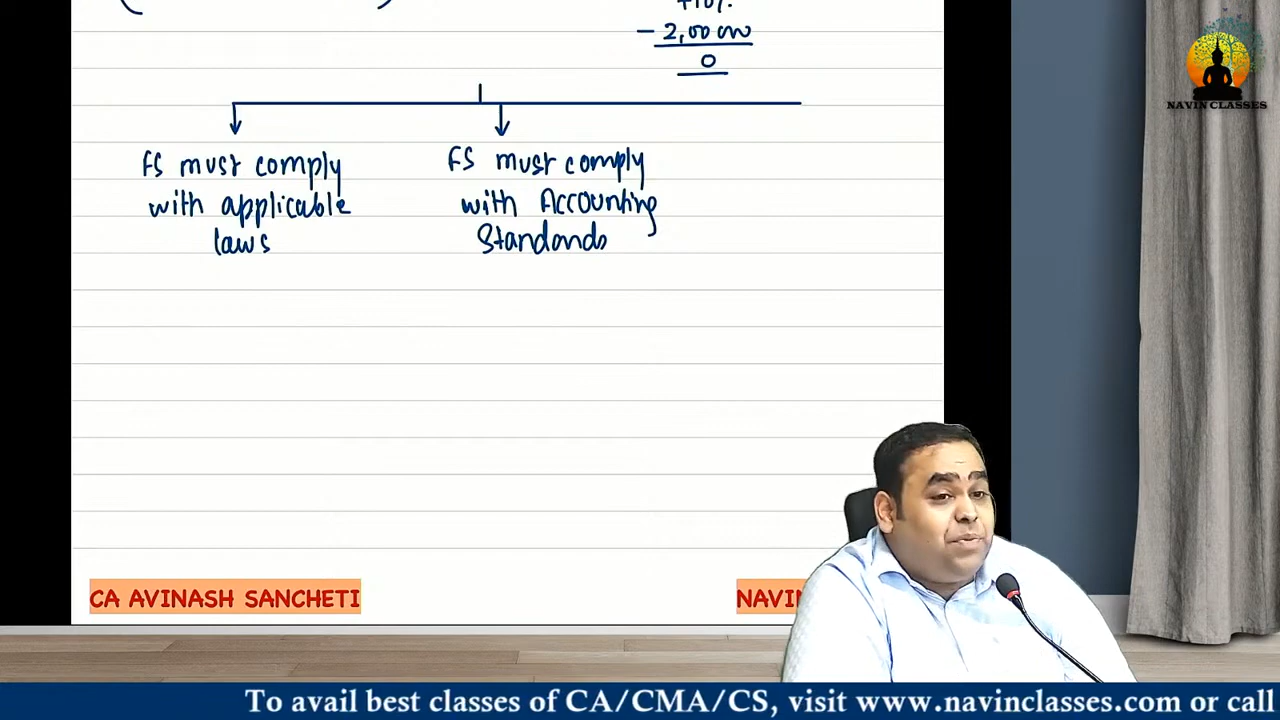 - 2,00,000
0
FS must comply
with applicable
laws
FS must comply
with Accounting
Standards
NAVIN CLASSES
CA AVINASH SANCHETI
NAVIN
To avail best classes of CA/CMA/CS, visit www.navinclasses.com or call